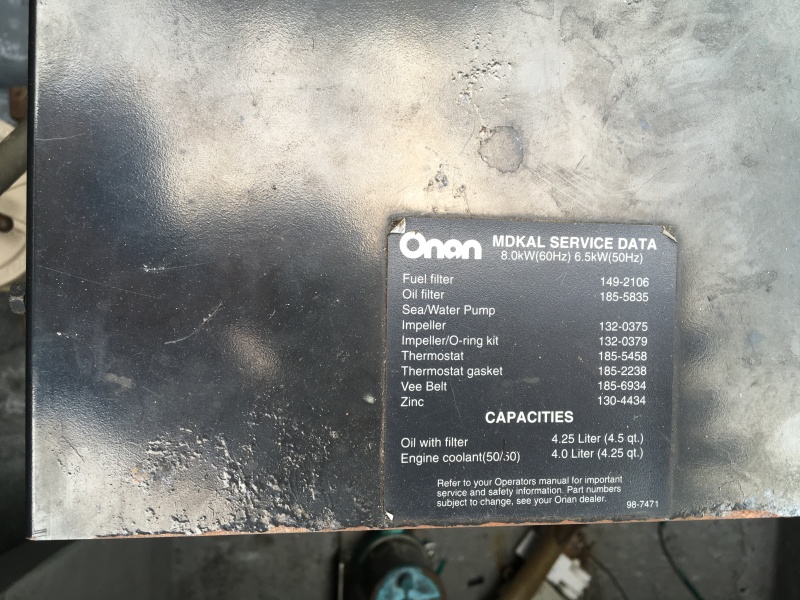 Onan MDKAL SERVICE DATA
8.0kW(60Hz) 6.5kW(50Hz)
Fuel filter 149-2106
Oil filter 185-5835
Sea/Water Pump
Impeller 132-0375
Impeller/O-ring kit 132-0379
Thermostat 185-5458
Thermostat gasket 185-2238
Vee Belt 185-6934
Zinc 130-4434
CAPACITIES
Oil with filter 4.25 Liter (4.5 qt.)
Engine coolant(50/50) 4.0 Liter (4.25 qt.)
Refer to your Operators manual for important
service and safety information. Part numbers
subject to change, see your Onan dealer.
98-7471